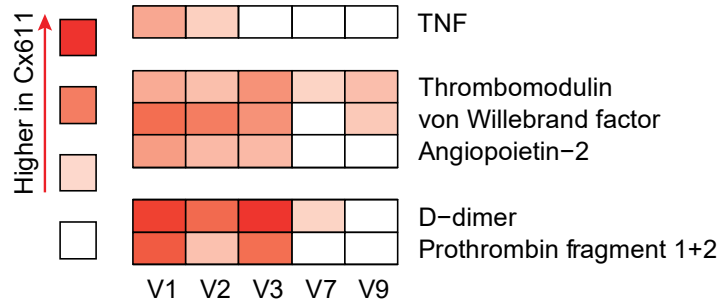 Higher in Cx611
TNF
Thrombomodulin
von Willebrand factor
Angiopoietin−2
D−dimer
Prothrombin fragment 1+2
V1 V2 V3 V7 V9